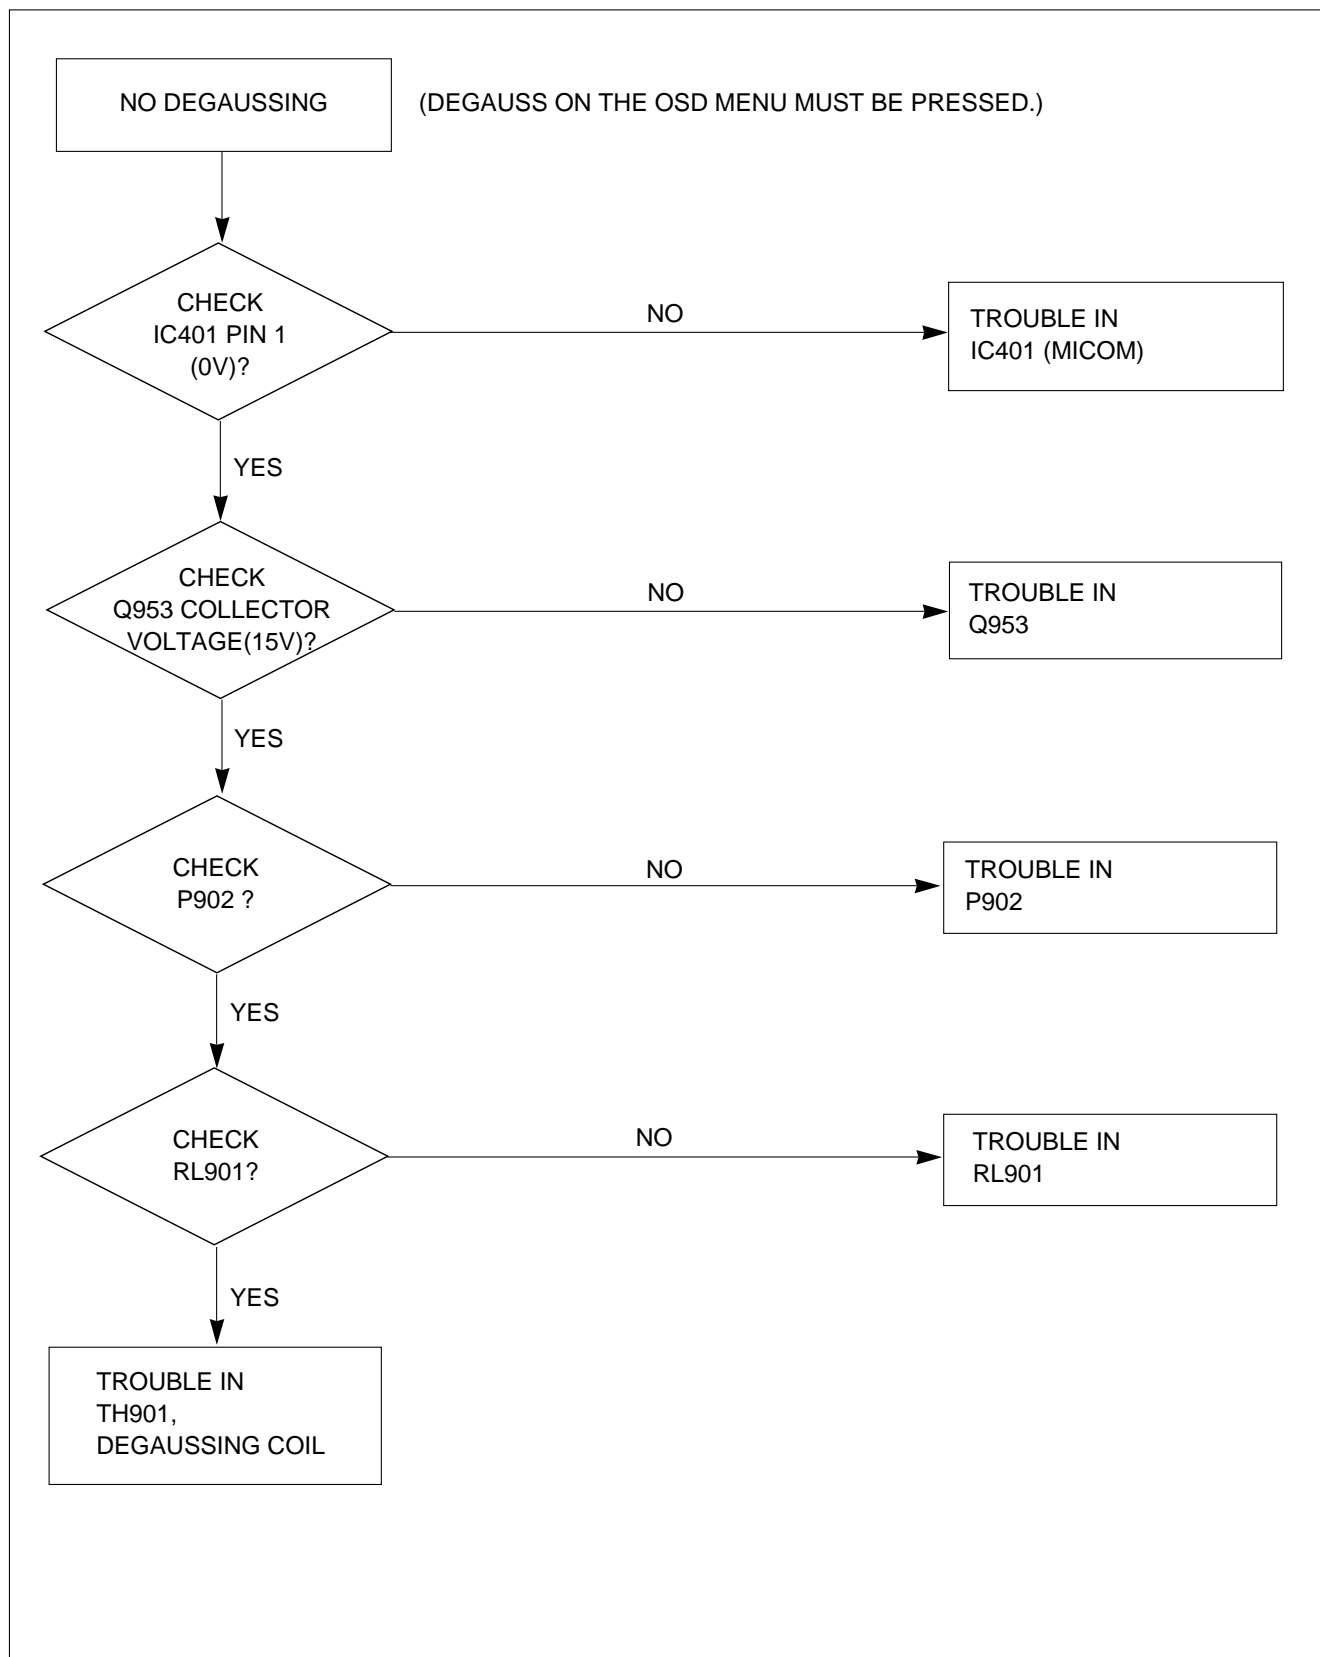 NO DEGAUSSING
(DEGAUSS ON THE OSD MENU MUST BE PRESSED.)
CHECK
IC401 PIN 1
(0V)?
NO
TROUBLE IN
IC401 (MICOM)
YES
CHECK
Q953 COLLECTOR
VOLTAGE(15V)?
NO
TROUBLE IN
Q953
YES
CHECK
P902 ?
NO
TROUBLE IN
P902
YES
CHECK
RL901?
NO
TROUBLE IN
RL901
YES
TROUBLE IN
TH901,
DEGAUSSING COIL